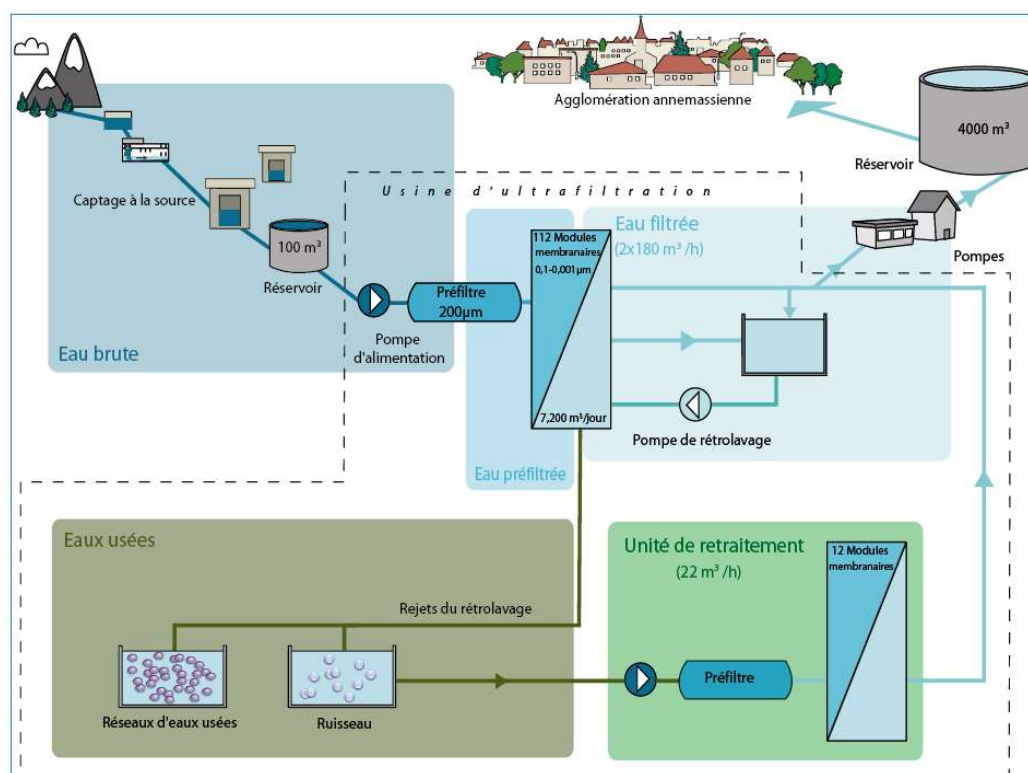 Agglomération annemassienne
4000 m³
Réservoir
Captage à la source
Usine d'ultrafiltration
100 m³
Réservoir
112 Modules
membranaires
0,1-0,001µm
Eau filtrée
(2x180 m³ /h)
Pompes
Préfiltre
200µm
Pompe
d'alimentation
Eau brute
7,200 m³/jour
Pompe de rétrolavage
Eau préfiltrée
Eaux usées
Unité de retraitement
(22 m³ /h)
12 Modules
membranaires
Rejets du rétrolavage
Préfiltre
Réseaux d'eaux usées
Ruisseau